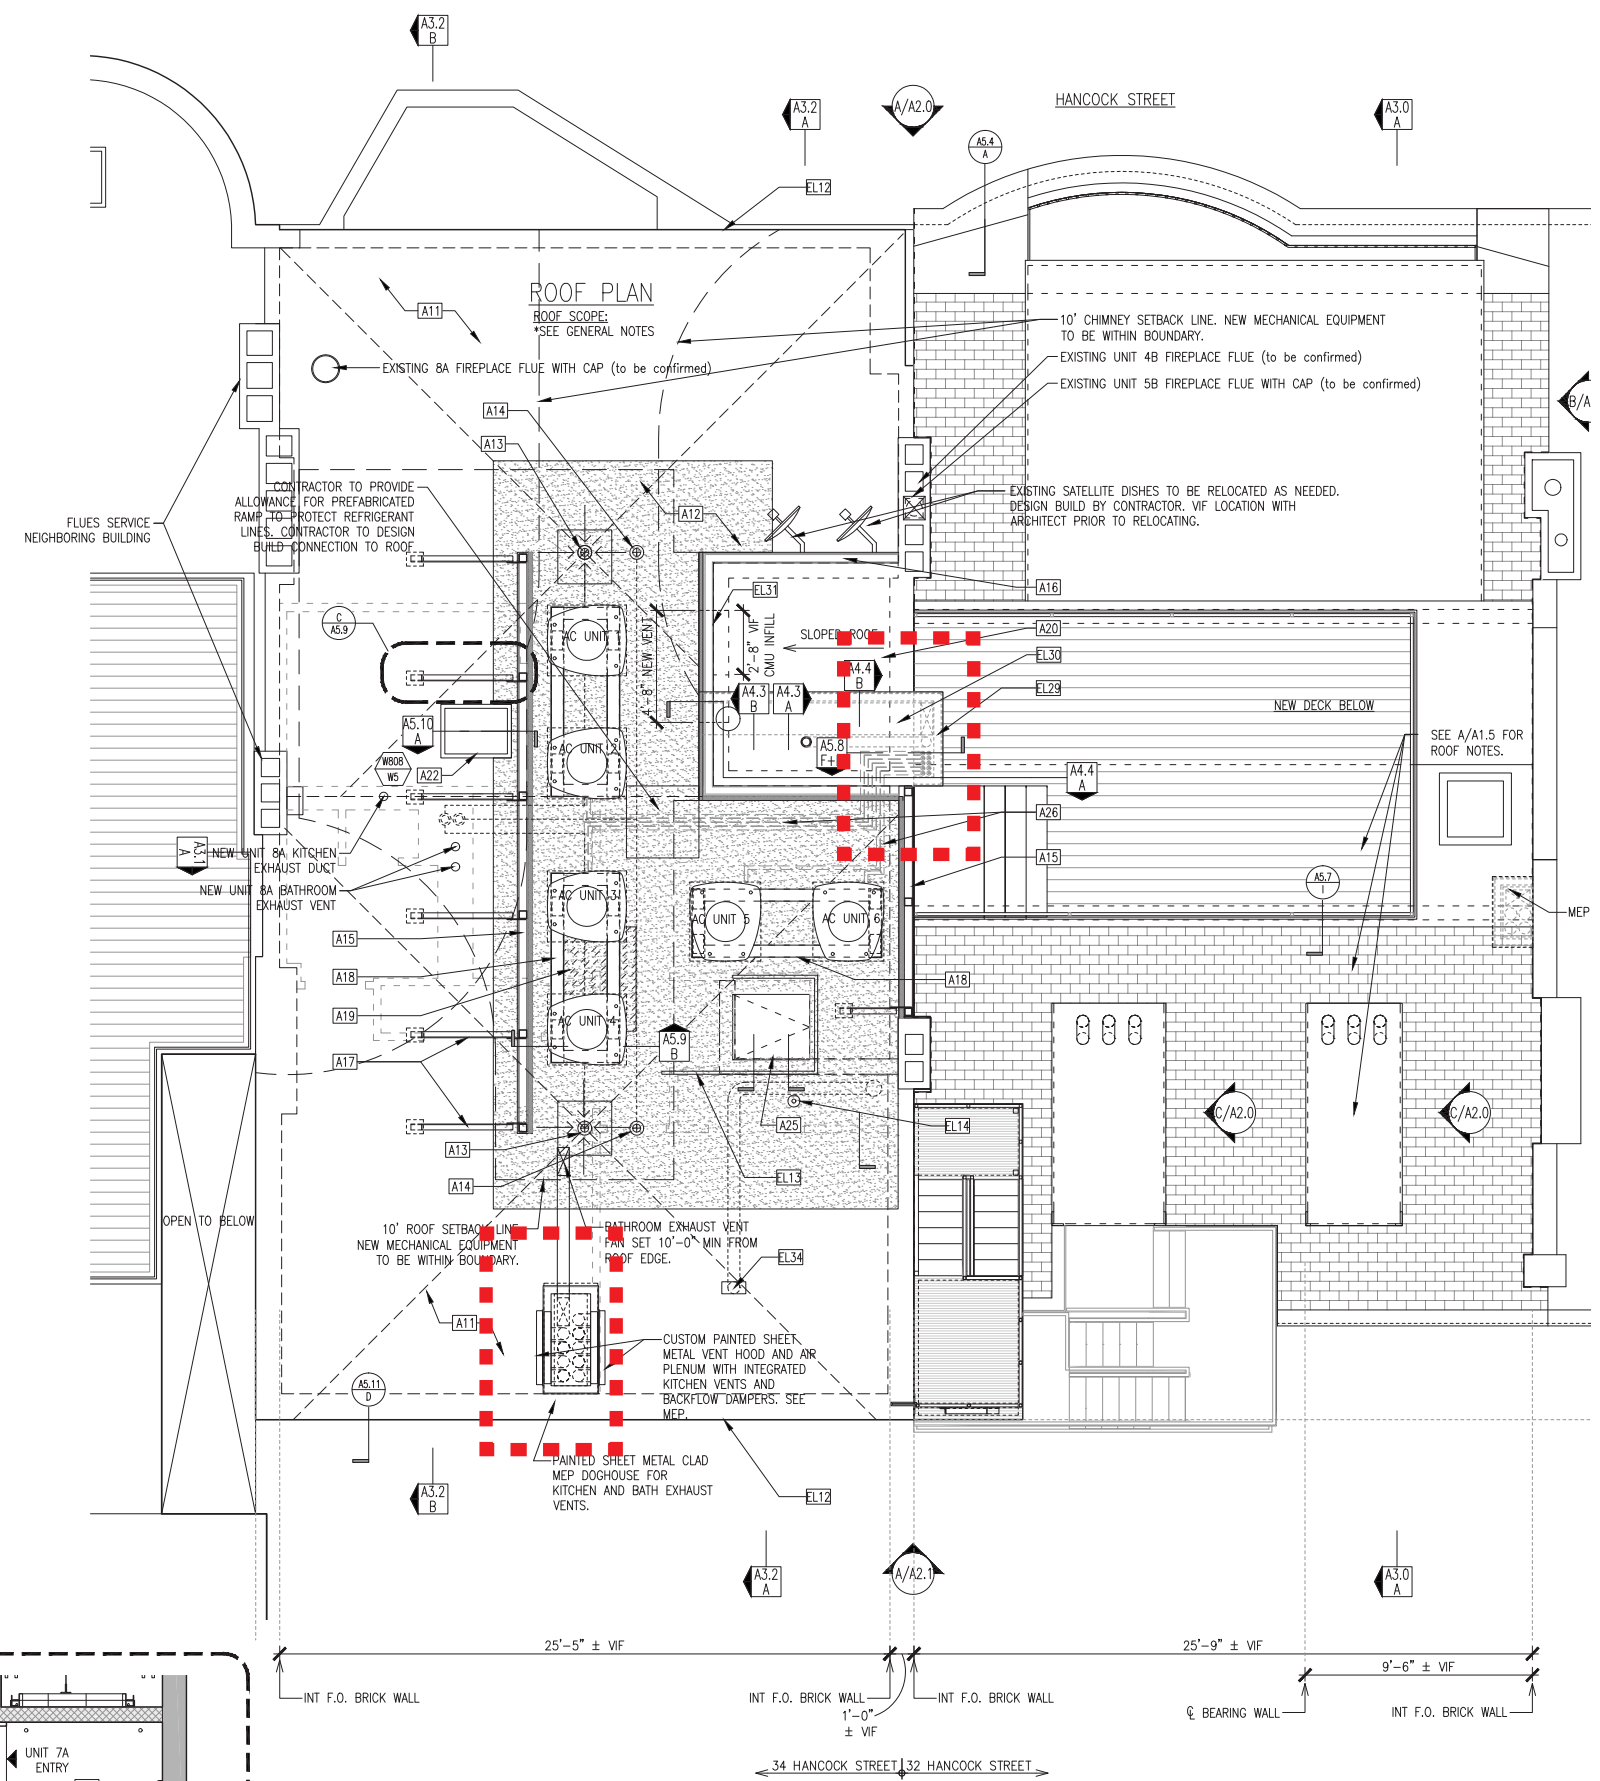 A3.2
B
A3.2
A
A/A2.0
HANCOCK STREET
A3.0
A
A5.4
A
EL12
ROOF PLAN
ROOF SCOPE:
*SEE GENERAL NOTES
A11
10' CHIMNEY SETBACK LINE. NEW MECHANICAL EQUIPMENT
TO BE WITHIN BOUNDARY.
EXISTING UNIT 4B FIREPLACE FLUE (to be confirmed)
EXISTING 8A FIREPLACE FLUE WITH CAP (to be confirmed)
EXISTING UNIT 5B FIREPLACE FLUE WITH CAP (to be confirmed)
B/A
A14
A13
CONTRACTOR TO PROVIDE
ALLOWANCE FOR PREFABRICATED
RAMP TO PROTECT REFRIGERANT
LINES. CONTRACTOR TO DESIGN
BUILD CONNECTION TO ROOF
FLUES SERVICE
NEIGHBORING BUILDING
A12
EXISTING SATELLITE DISHES TO BE RELOCATED AS NEEDED.
DESIGN BUILD BY CONTRACTOR. VIF LOCATION WITH
ARCHITECT PRIOR TO RELOCATING.
A16
EL31
C
A5.9
AC UNIT 1
4'-8" NEW VENT
2'-8" VIF
CMU INFILL
SLOPED ROOF
A20
EL30
EL29
A4.4
B
A4.3
B
A4.3
A
NEW DECK BELOW
A5.10
A
AC UNIT 2
A5.8
F+
SEE A/A1.5 FOR
ROOF NOTES.
W808
W5
A22
A4.4
A
A26
A3.1
A
NEW UNIT 8A KITCHEN
EXHAUST DUCT
A15
NEW UNIT 8A BATHROOM
EXHAUST VENT
A5.7
I
AC UNIT 3
AC UNIT 5
AC UNIT 6
MEP
A15
A18
A18
A19
AC UNIT 4
A5.9
B
A17
A25
EL14
C/A2.0
C/A2.0
A13
A14
EL13
OPEN TO BELOW
10' ROOF SETBACK LINE
NEW MECHANICAL EQUIPMENT
TO BE WITHIN BOUNDARY.
BATHROOM EXHAUST VENT
FAN SET 10'-0" MIN FROM
ROOF EDGE.
EL34
A11
CUSTOM PAINTED SHEET
METAL VENT HOOD AND AIR
PLENUM WITH INTEGRATED
KITCHEN VENTS AND
BACKFLOW DAMPERS. SEE
MEP.
A5.11
D
PAINTED SHEET METAL CLAD
MEP DOGHOUSE FOR
KITCHEN AND BATH EXHAUST
VENTS.
A3.2
B
EL12
A3.2
A
A/A2.1
A3.0
A
25'-5" ± VIF
25'-9" ± VIF
9'-6" ± VIF
INT F.O. BRICK WALL
INT F.O. BRICK WALL
INT F.O. BRICK WALL
1'-0"
± VIF
℄ BEARING WALL
INT F.O. BRICK WALL
UNIT 7A
ENTRY
34 HANCOCK STREET
32 HANCOCK STREET